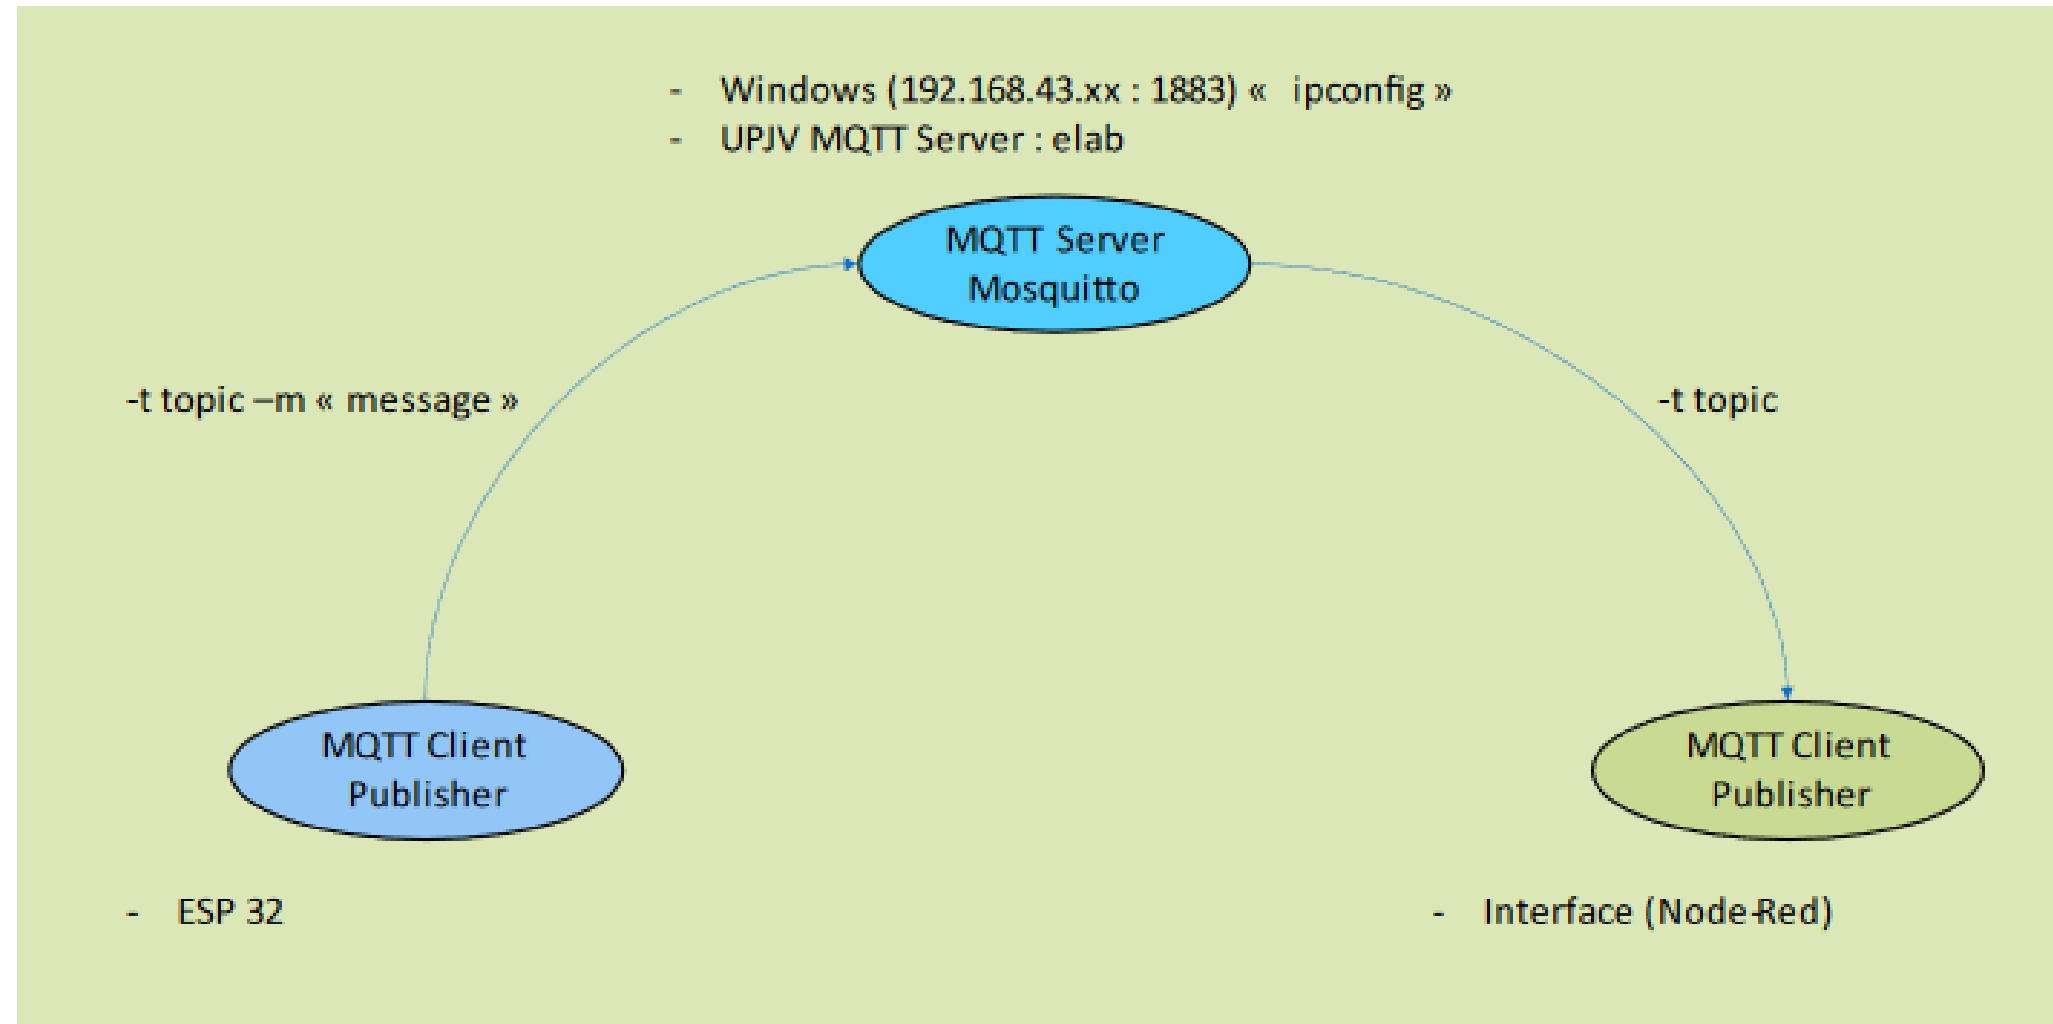 - Windows (192.168.43.xx : 1883) « ipconfig »
- UPJV MQTT Server : elab
MQTT Server
Mosquitto
-t topic –m « message »
-t topic
MQTT Client
Publisher
MQTT Client
Publisher
- ESP 32
- Interface (Node-Red)